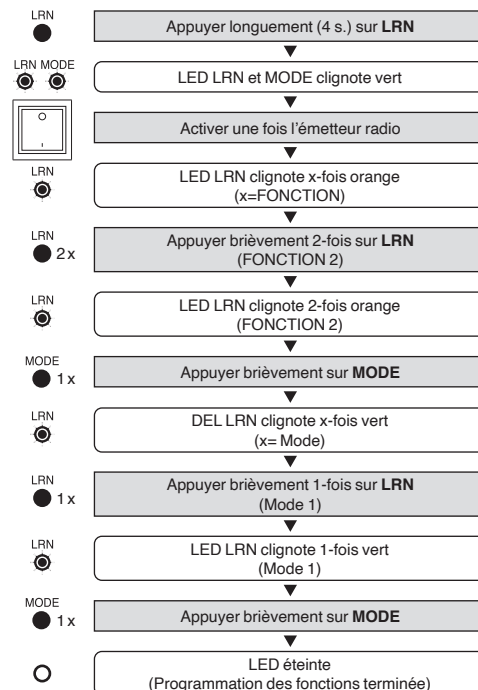 LRN
Appuyer longuement (4 s.) sur LRN
LRN MODE
LED LRN et MODE clignote vert
Activer une fois l'émetteur radio
LRN
LED LRN clignote x-fois orange
(x=FONCTION)
LRN
2 x
Appuyer brièvement 2-fois sur LRN
(FONCTION 2)
LRN
LED LRN clignote 2-fois orange
(FONCTION 2)
MODE
1 x
Appuyer brièvement sur MODE
LRN
DEL LRN clignote x-fois vert
(x= Mode)
LRN
1 x
Appuyer brièvement 1-fois sur LRN
(Mode 1)
LRN
LED LRN clignote 1-fois vert
(Mode 1)
MODE
1 x
Appuyer brièvement sur MODE
LED éteinte
(Programmation des fonctions terminée)